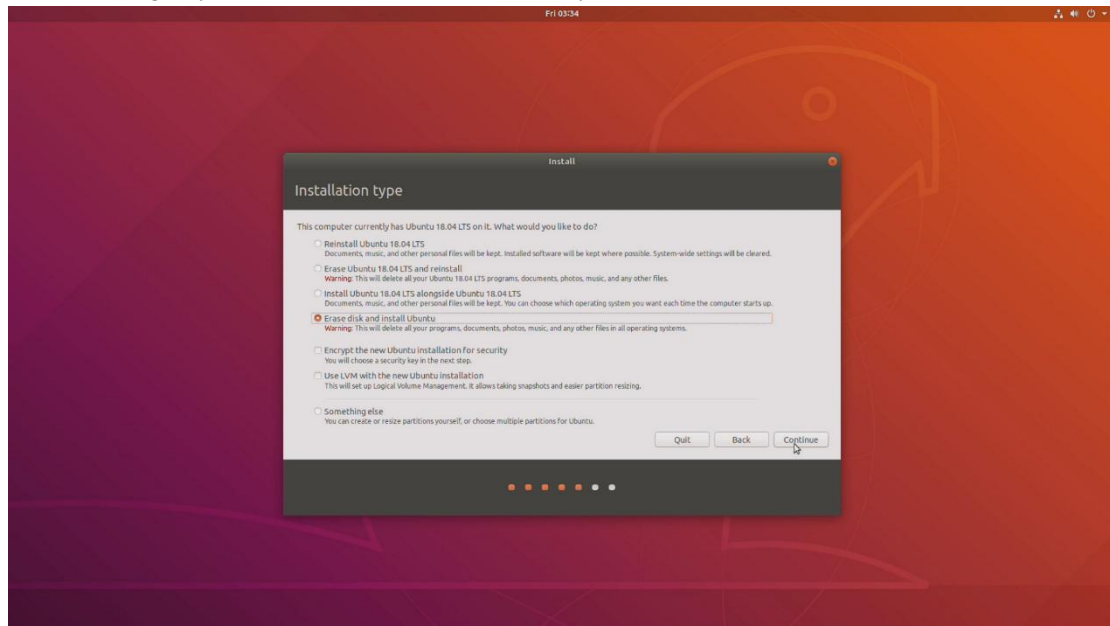 Fri 03:34
Install
Installation type
This computer currently has Ubuntu 18.04 LTS on it. What would you like to do?
Reinstall Ubuntu 18.04 LTS
Documents, music, and other personal files will be kept. Installed software will be kept where possible. System-wide settings will be cleared.
Erase Ubuntu 18.04 LTS and reinstall
Warning: This will delete all your Ubuntu 18.04 LTS programs, documents, photos, music, and any other files.
Install Ubuntu 18.04 LTS alongside Ubuntu 18.04 LTS
Documents, music, and other personal files will be kept. You can choose which operating system you want each time the computer starts up.
Erase disk and install Ubuntu
Warning: This will delete all your programs, documents, photos, music, and any other files in all operating systems.
Encrypt the new Ubuntu installation for security
You will choose a security key in the next step.
Use LVM with the new Ubuntu installation
This will set up Logical Volume Management. It allows taking snapshots and easier partition resizing.
Something else
You can create or resize partitions yourself, or choose multiple partitions for Ubuntu.
Quit Back Continue